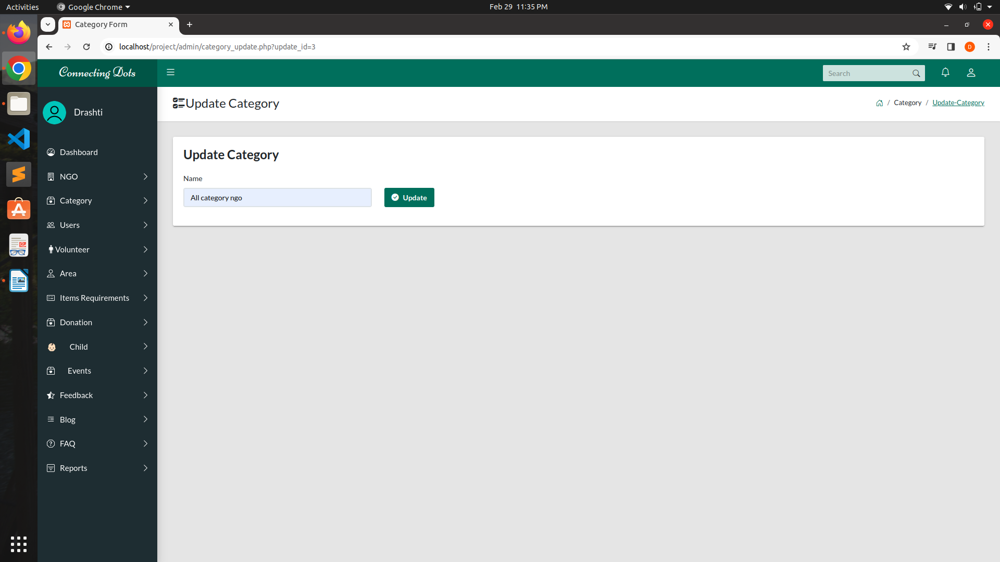 Activities
Google Chrome
Feb 29 11:35 PM
Category Form
localhost/project/admin/category_update.php?update_id=3
D
Connecting Dots
Search
Drashti
Update Category
/ Category / Update-Category
Dashboard
NGO
Category
Users
Volunteer
Area
Items Requirements
Donation
Child
Events
Feedback
Blog
FAQ
Reports
Update Category
Name
All category ngo
Update